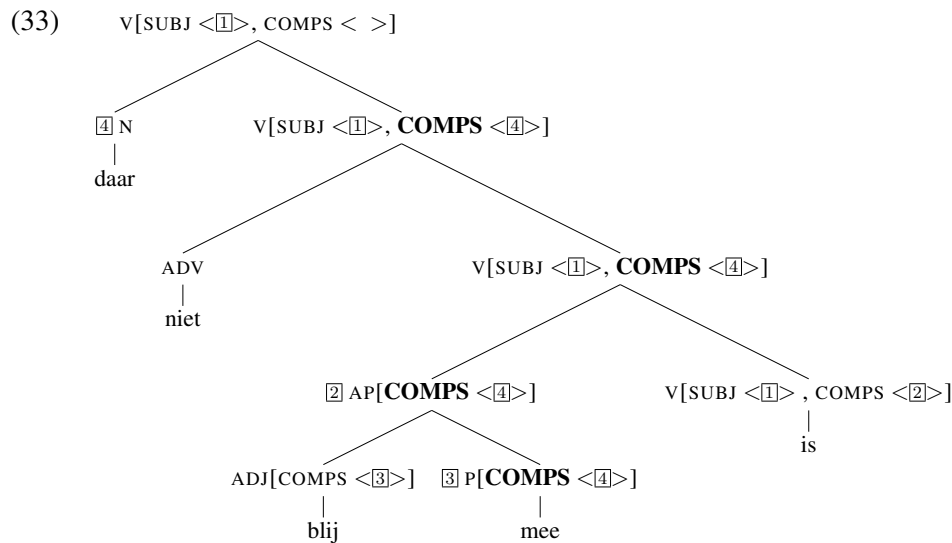 (33) V[SUBJ <1>, COMPS < >]
4 N V[SUBJ <1>, COMPS <4>]
daar
ADV V[SUBJ <1>, COMPS <4>]
niet
2 AP[COMPS <4>] V[SUBJ <1> , COMPS <2>]
is
ADJ[COMPS <3>] 3 P[COMPS <4>]
blij mee